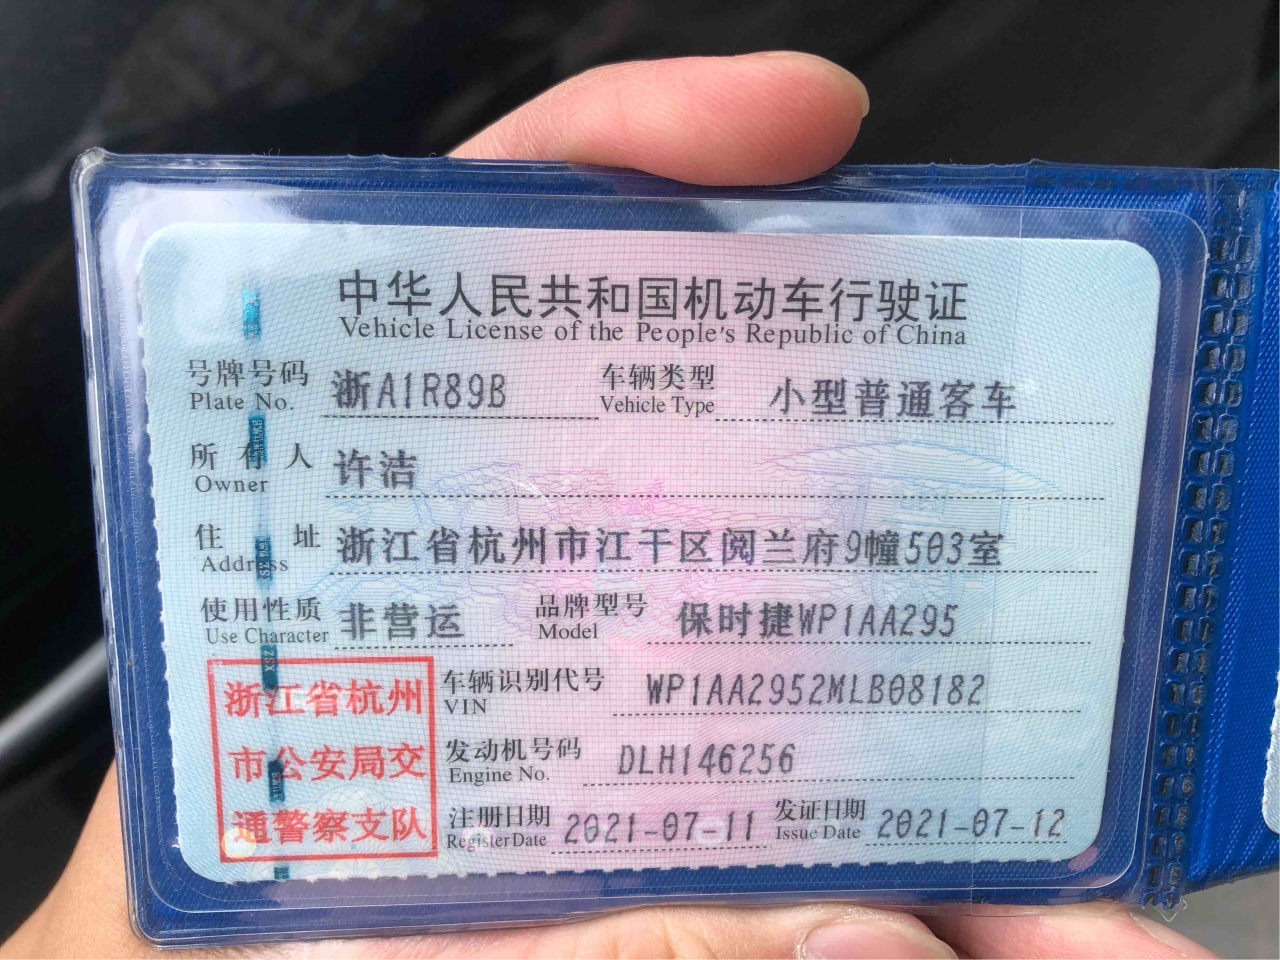 中华人民共和国机动车行驶证
Vehicle License of the People's Republic of China
号牌号码 浙A1R89B 车辆类型 小型普通客车
Plate No. Vehicle Type
所有人 许洁
Owner
住址 浙江省杭州市江干区阅兰府9幢503室
Address
使用性质 非营运 品牌型号 保时捷WP1AA295
Use Character Model
浙江省杭州
市公安局交
通警察支队
车辆识别代号 WP1AA2952MLB08182
VIN
发动机号码 DLH146256
Engine No.
注册日期 2021-07-11 发证日期 2021-07-12
Register Date Issue Date